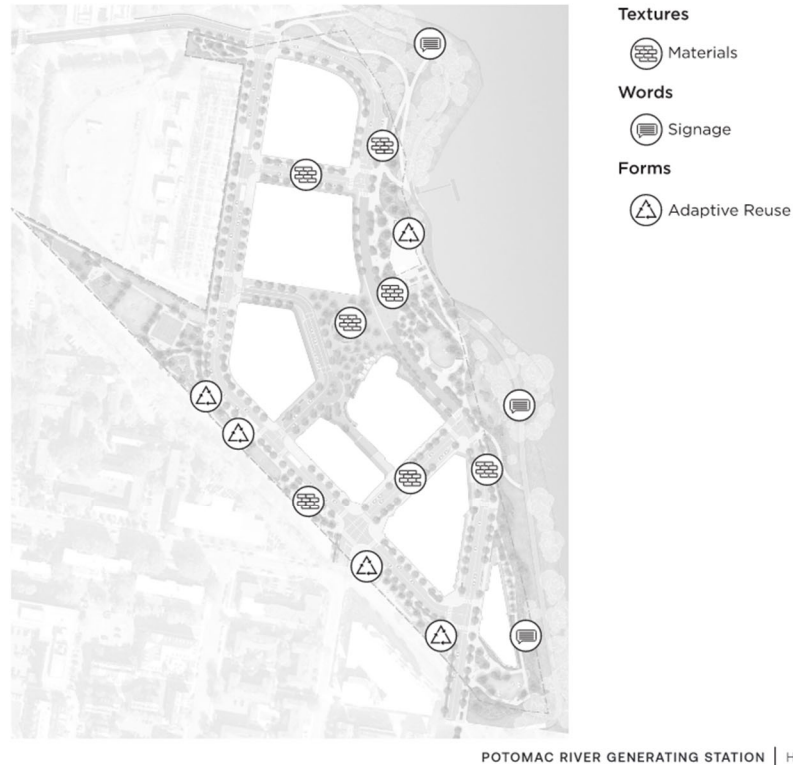 Textures
Materials
Words
Signage
Forms
Adaptive Reuse
POTOMAC RIVER GENERATING STATION | H